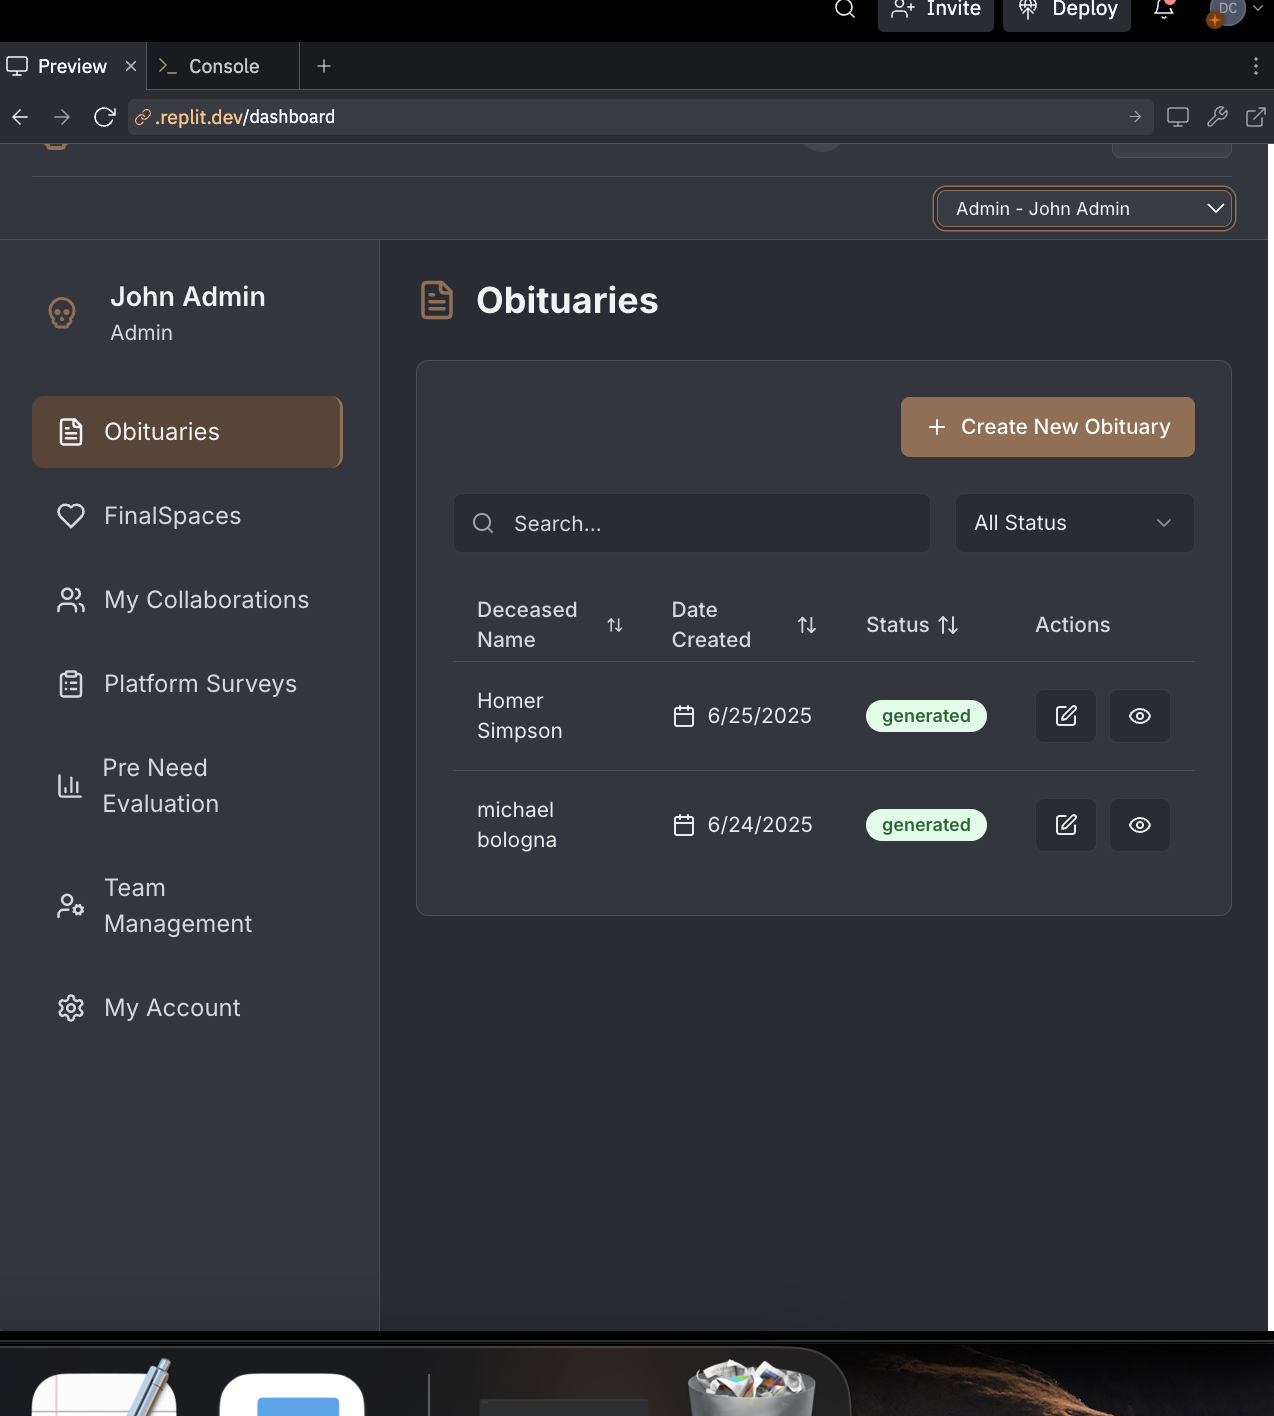 Invite
Deploy
DC
Preview
Console
.replit.dev/dashboard
Admin - John Admin
John Admin
Admin
Obituaries
FinalSpaces
My Collaborations
Platform Surveys
Pre Need
Evaluation
Team
Management
My Account
Obituaries
+ Create New Obituary
Search...
All Status
Deceased
Name
Date
Created
Status
Actions
Homer
Simpson
6/25/2025
generated
michael
bologna
6/24/2025
generated